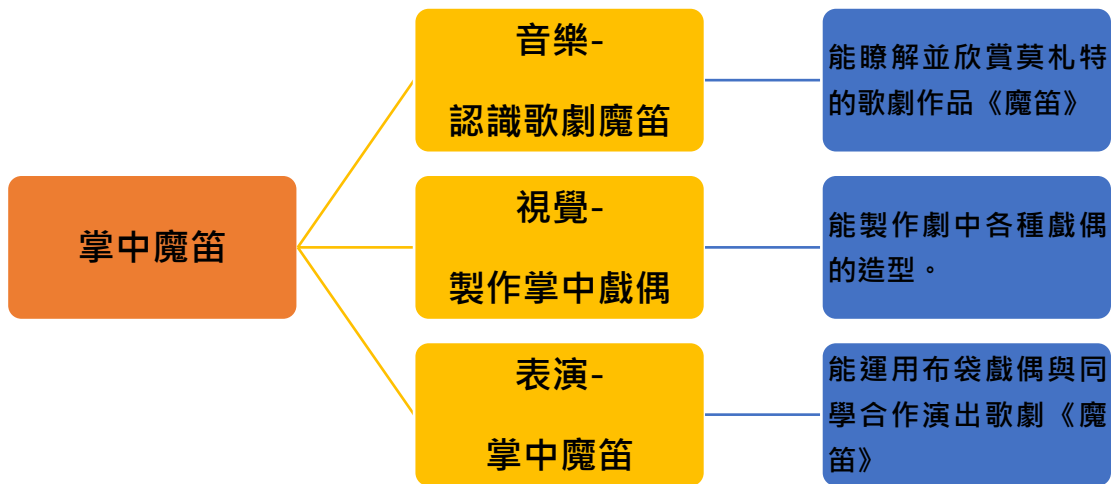 掌中魔笛
音樂-
認識歌劇魔笛
能瞭解並欣賞莫札特
的歌劇作品《魔笛》
視覺-
製作掌中戲偶
能製作劇中各種戲偶
的造型。
表演-
掌中魔笛
能運用布袋戲偶與同
學合作演出歌劇《魔
笛》